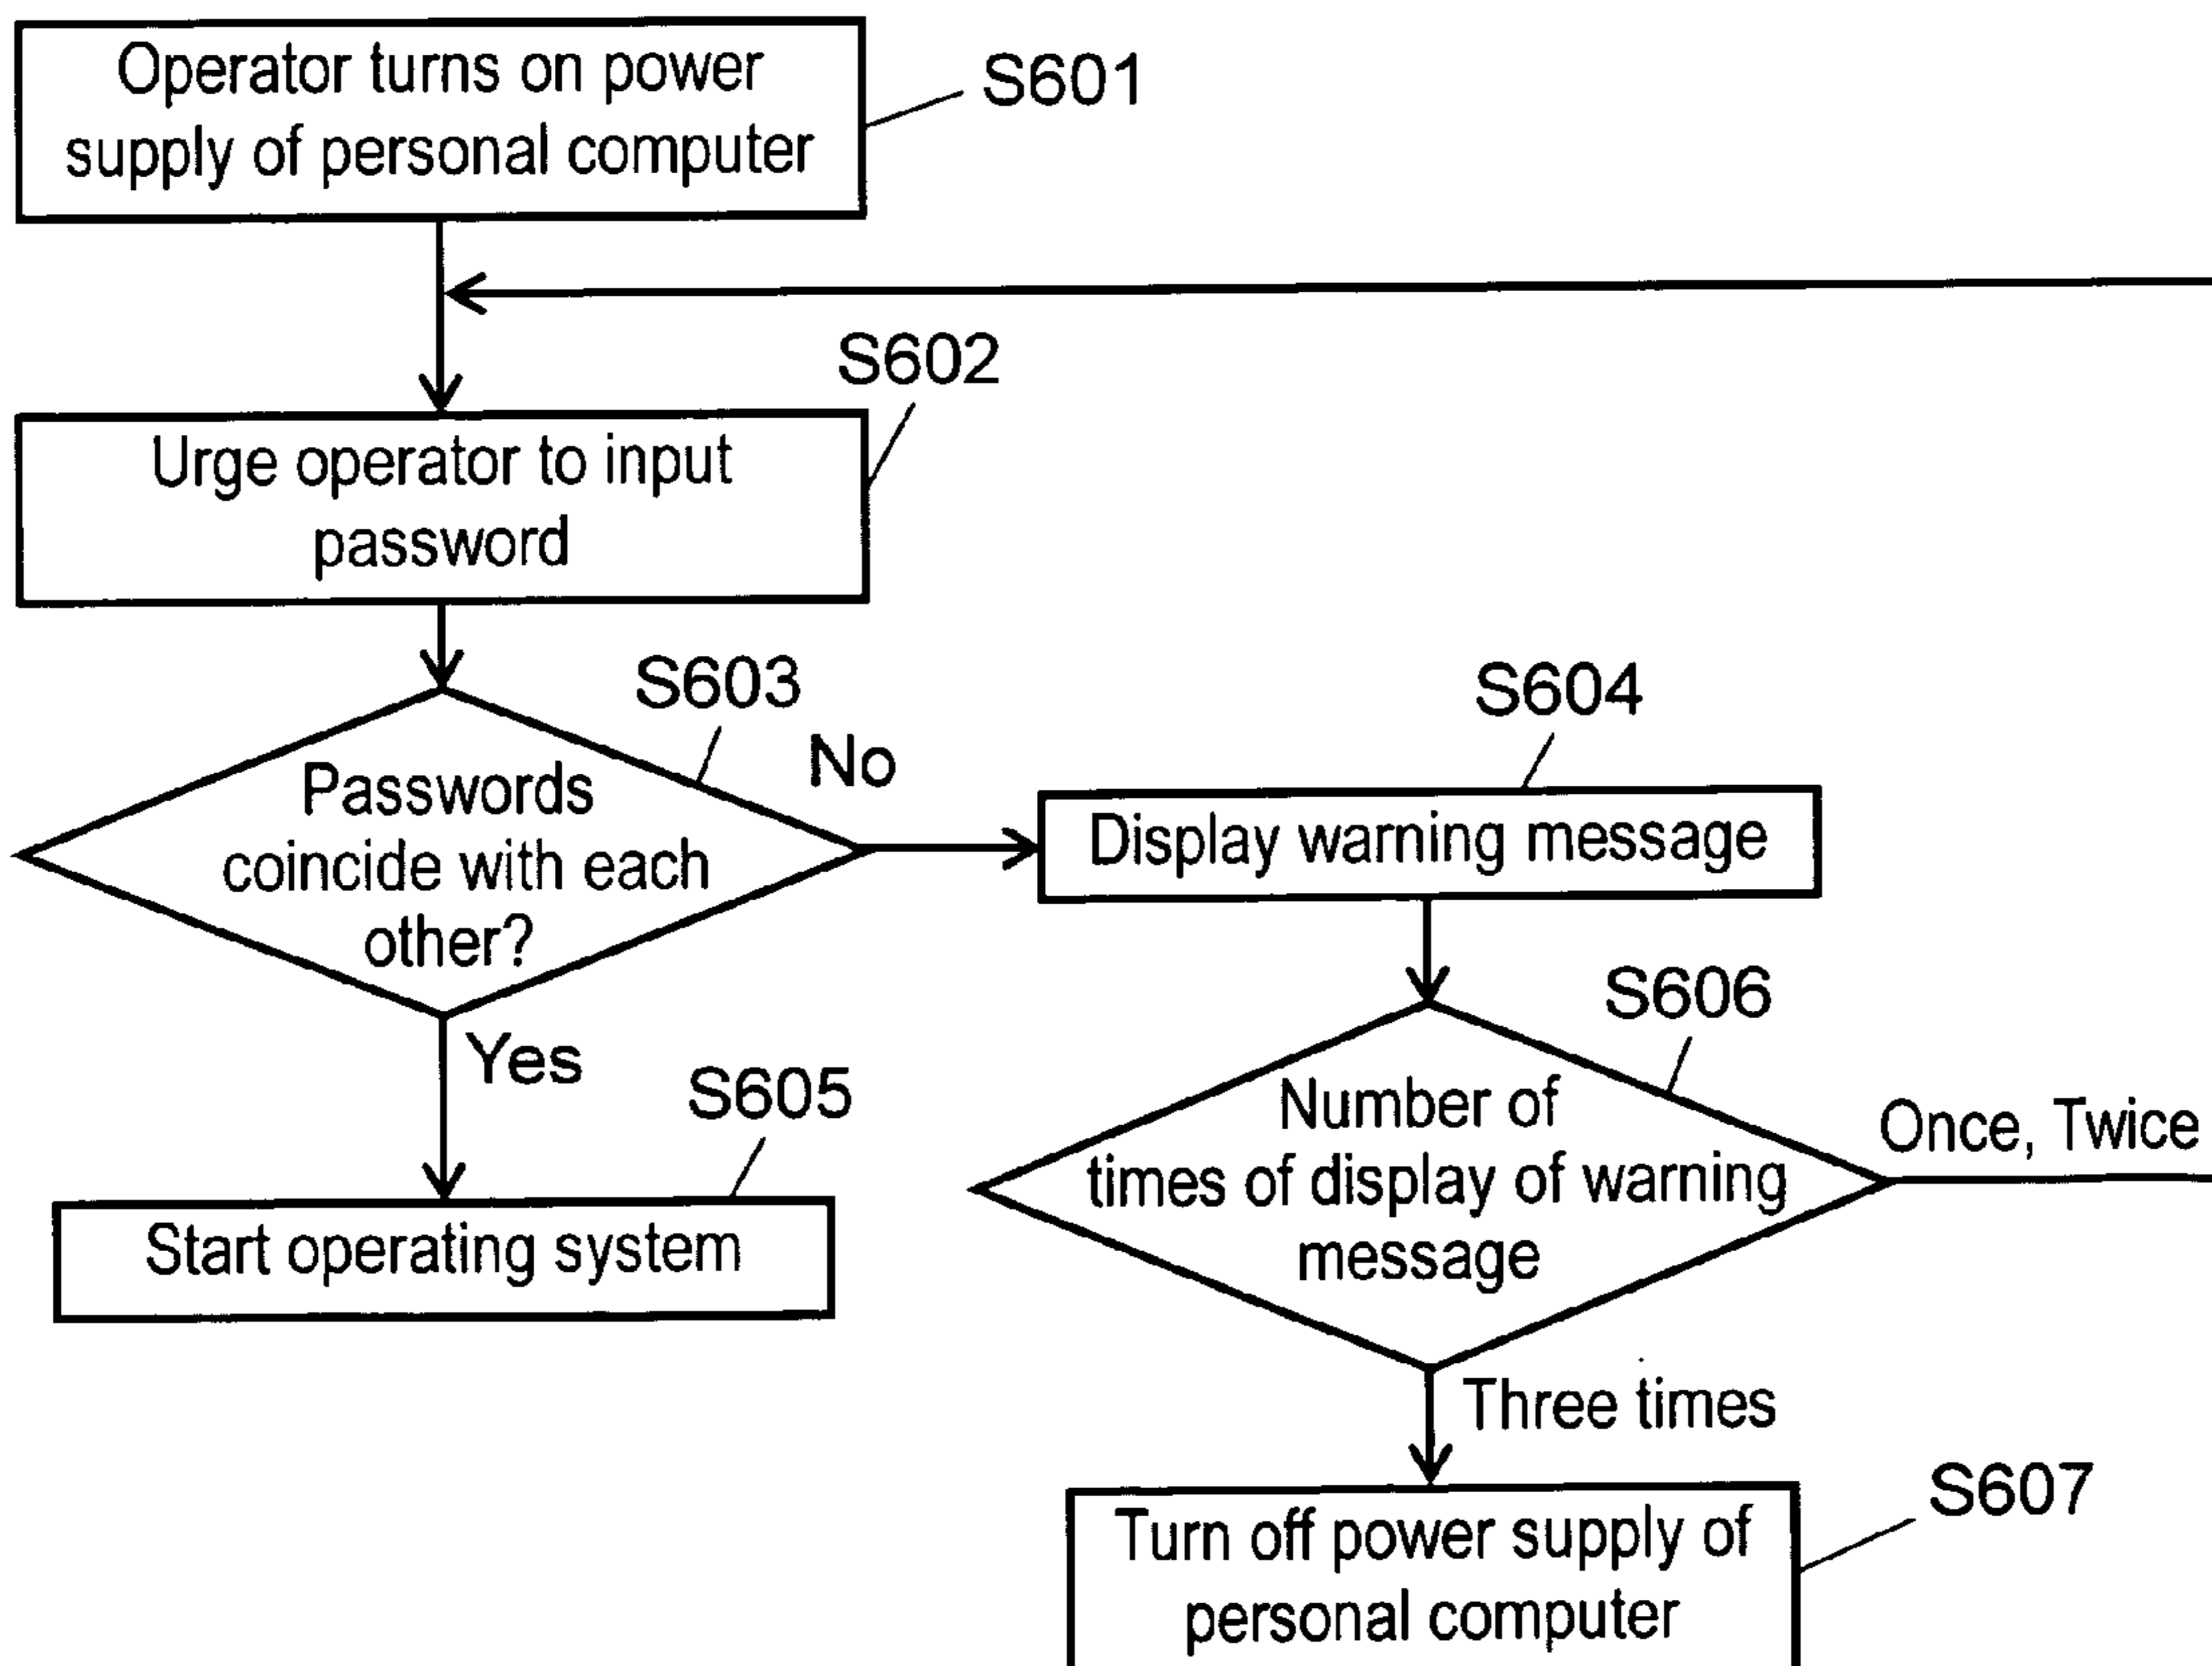 Operator turns on power
supply of personal computer
S601
S602
Urge operator to input
password
S603
Passwords
coincide with each
other?
No
S604
Display warning message
Yes
S605
Start operating system
S606
Number of
times of display of warning
message
Once, Twice
Three times
S607
Turn off power supply of
personal computer